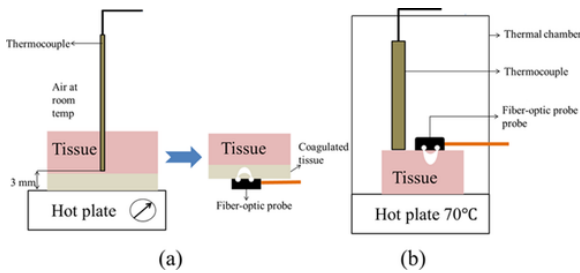 Thermocouple
Air at
room
temp
Tissue
3 mm
Hot plate
Tissue
Coagulated
tissue
Fiber-optic probe
(a)
Thermal chamber
Thermocouple
Fiber-optic probe
probe
Tissue
Hot plate 70°C
(b)